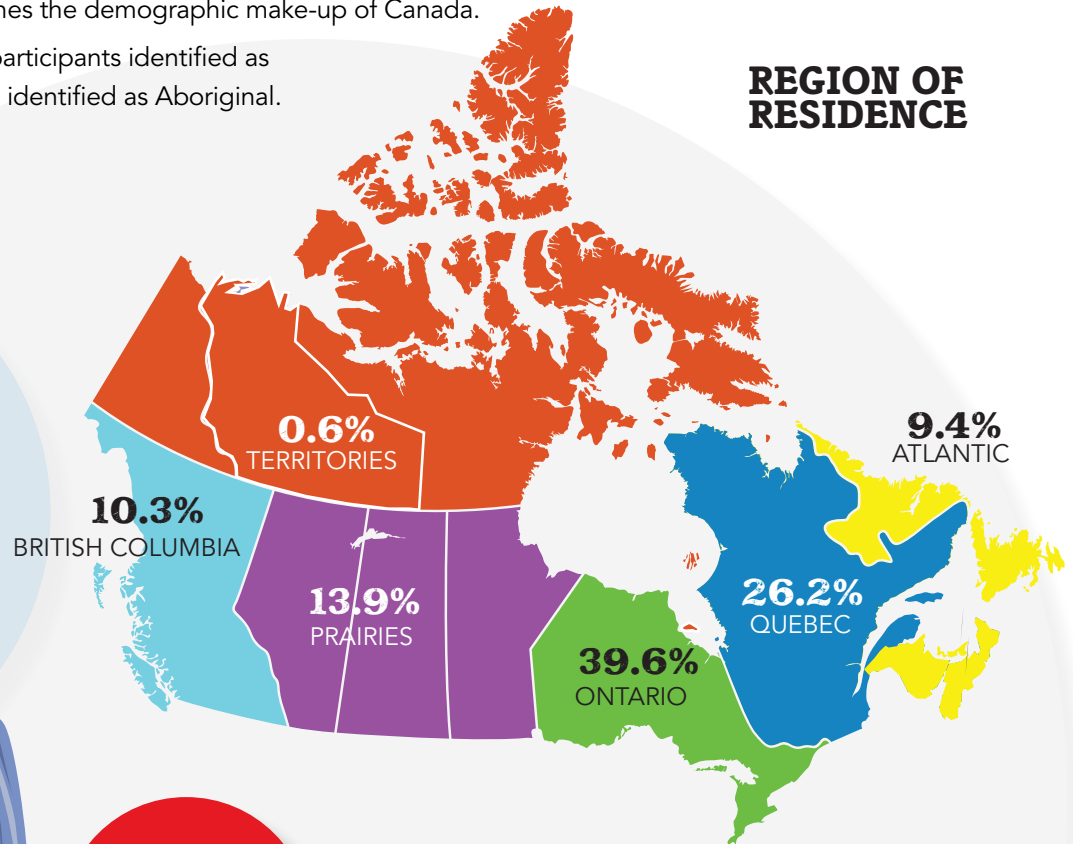 nes the demographic make-up of Canada.
participants identified as
identified as Aboriginal.
REGION OF
RESIDENCE
0.6%
TERRITORIES
9.4%
ATLANTIC
10.3%
BRITISH COLUMBIA
13.9%
PRAIRIES
26.2%
QUEBEC
39.6%
ONTARIO